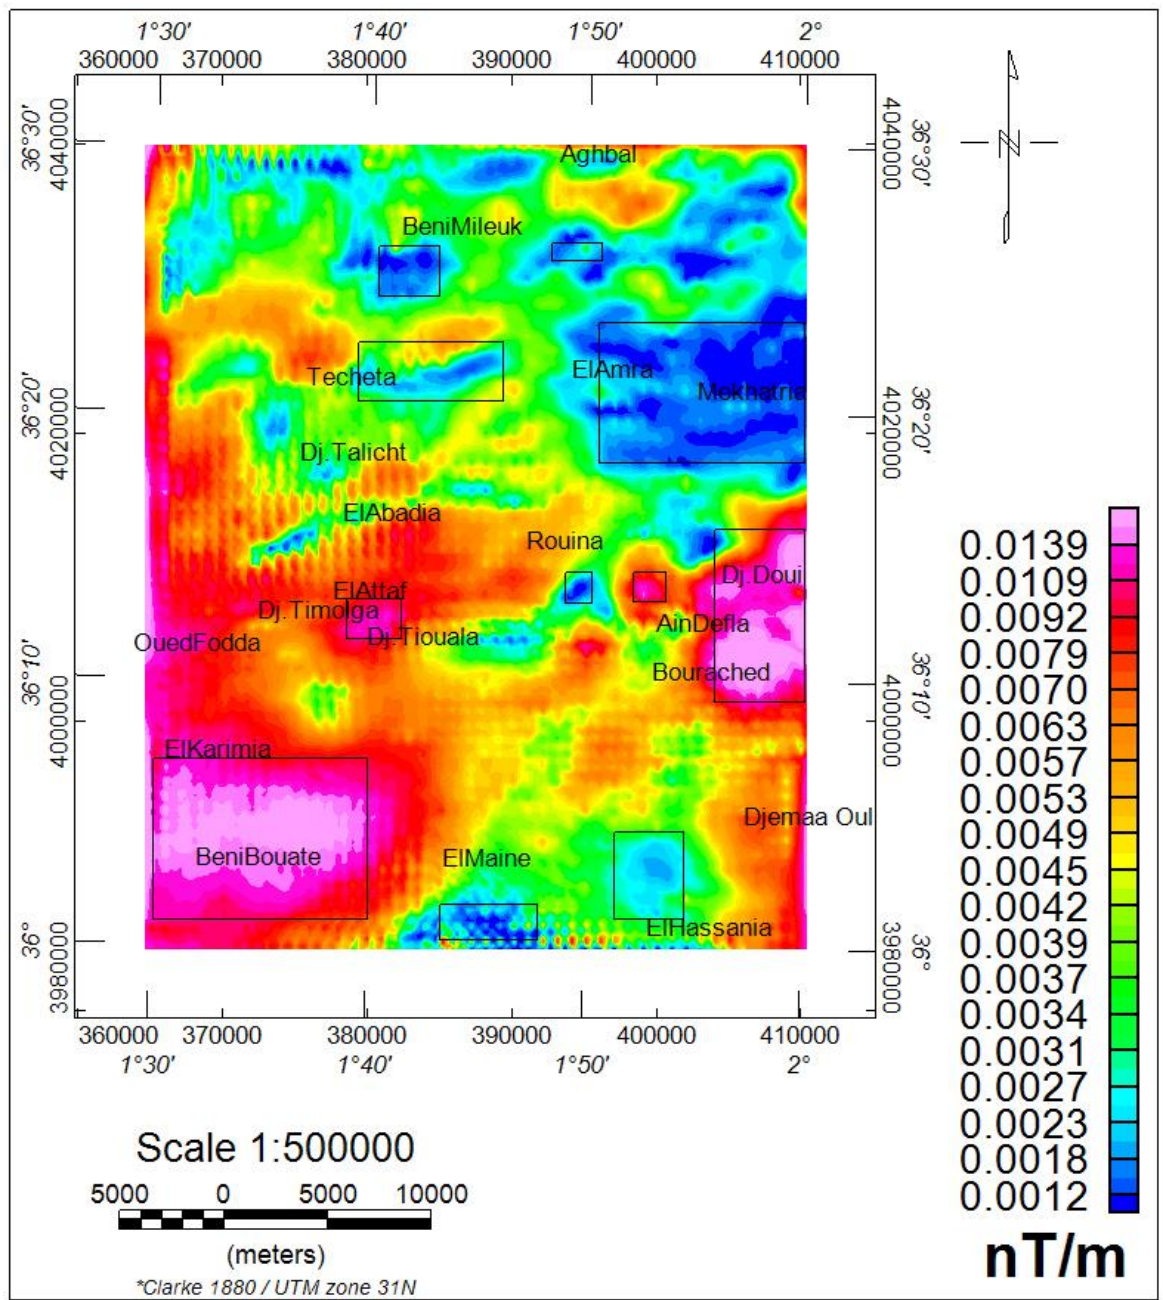 1°30' 1°40' 1°50' 2°
360000 370000 380000 390000 400000 410000
36°30' 4040000
4040000 36°30'
N
Aghbal
BeniMileuk
ElAmra
Techeta
Mekhatria
36°20' 4020000
4020000 36°20'
Dj.Talicht
ElAbadia
Rouina
Dj.Doui
ElAttaf
Dj.Timolga
AinDefla
OuedFodda
Dj.Tiouala
Bourached
36°10' 4000000
4000000 36°10'
ElKarimia
Djemaa Oul
BeniBouate
ElMaine
ElHassania
36° 3980000
3980000 36°
360000 370000 380000 390000 400000 410000
1°30' 1°40' 1°50' 2°
0.0139
0.0109
0.0092
0.0079
0.0070
0.0063
0.0057
0.0053
0.0049
0.0045
0.0042
0.0039
0.0037
0.0034
0.0031
0.0027
0.0023
0.0018
0.0012
nT/m
Scale 1:500000
5000 0 5000 10000
(meters)
*Clarke 1880 / UTM zone 31N